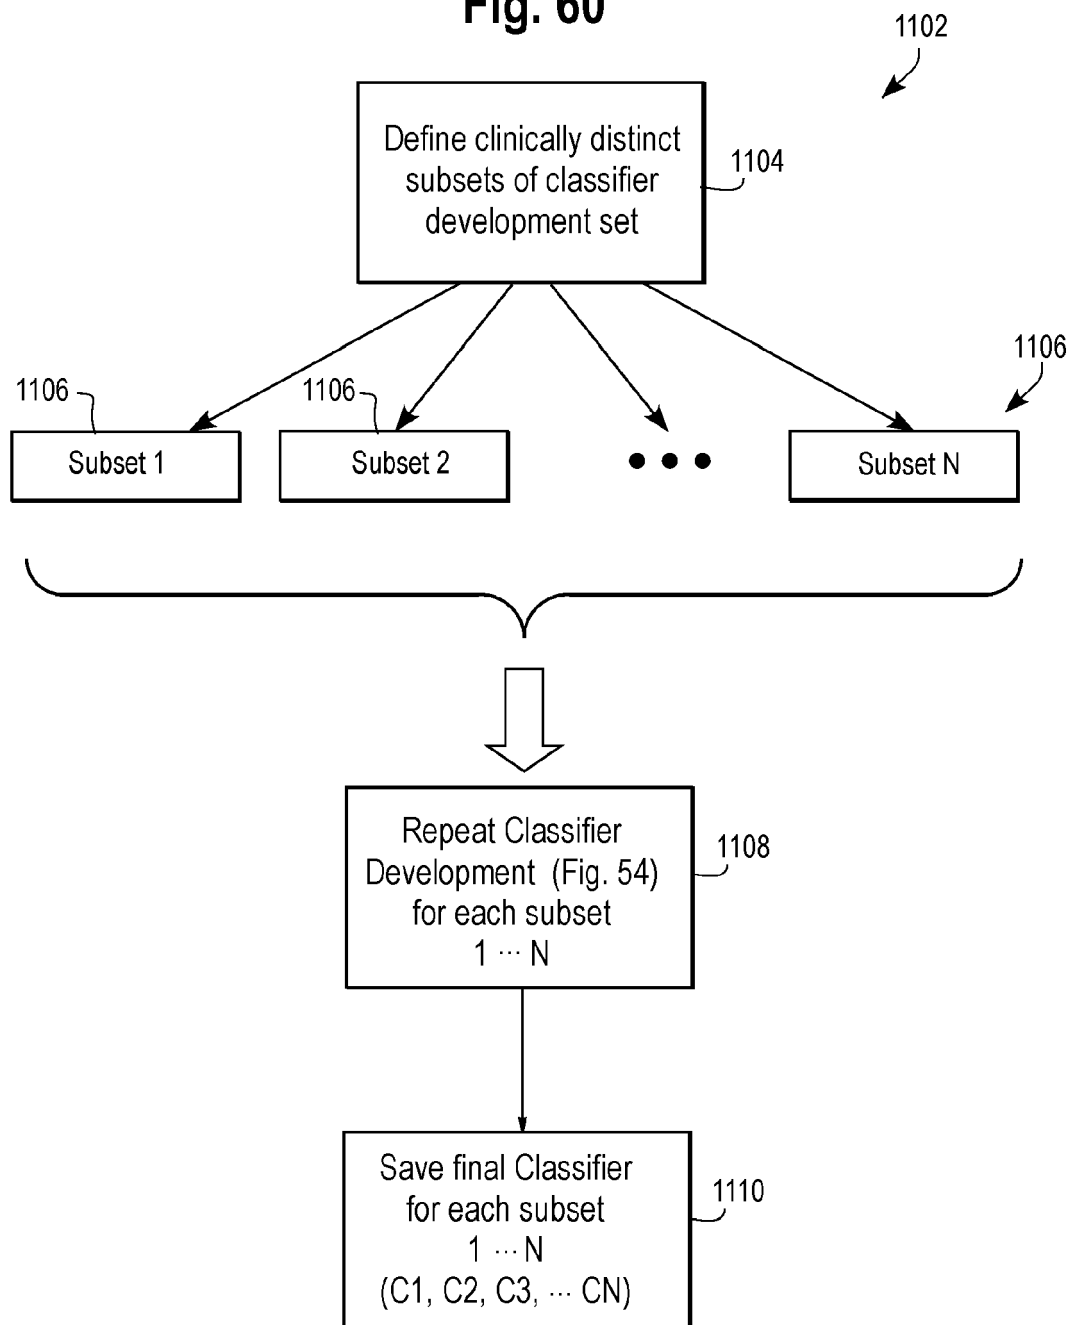 Fig. 60
1102
Define clinically distinct
subsets of classifier
development set
1104
1106
1106
1106
Subset 1
Subset 2
•••
Subset N
Repeat Classifier
Development (Fig. 54)
for each subset
1 ··· N
1108
Save final Classifier
for each subset
1 ··· N
(C1, C2, C3, ··· CN)
1110